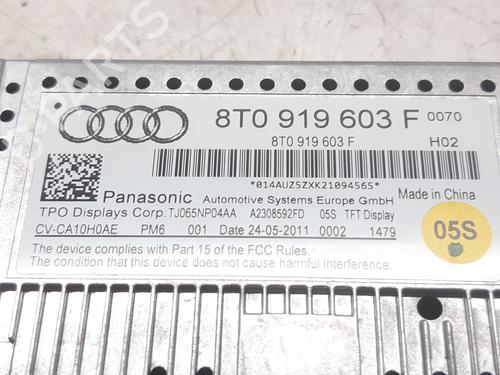 8T0 919 603 F 0070
8T0 919 603 F H02
*014AUZ5ZXK2109456S*
Panasonic Automotive Systems Europe GmbH
Made in China
TPO Displays Corp. TJ065NP04AA A2308592FD 05S TFT Display
CV-CA10H0AE PM6 001 Date 24-05-2011 0002 1479
05S
The device complies with Part 15 of the FCC Rules.
The condition that this device does not cause harmful Interference.